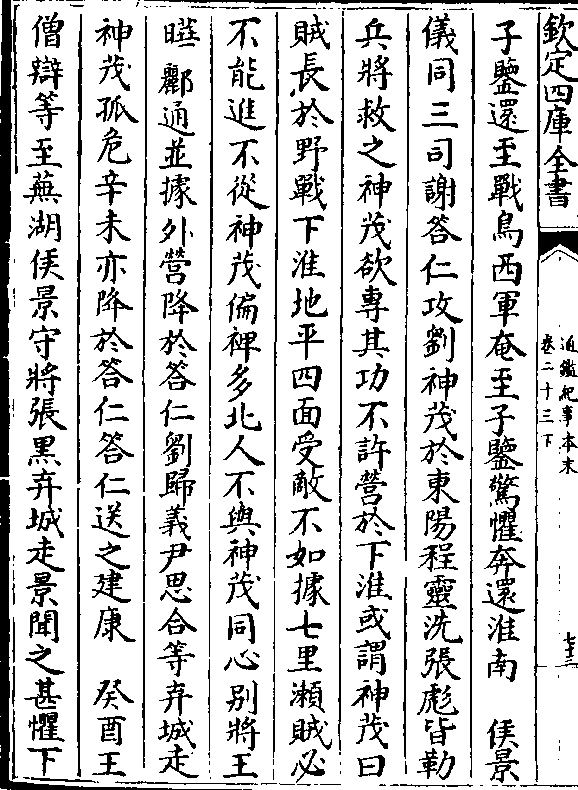 欽定四庫全書
通鑑紀事本末
卷二十三下
七十三
子鑒還至戰鳥西軍奄至子鑒驚懼奔還淮南　侯景
儀同三司謝答仁攻劉神茂於東陽程靈洗張彪皆勒
兵將救之神茂欲專其功不許營於下淮或謂神茂曰
賊長於野戰下淮地平四面受敵不如據七里瀬賊必
不能進不從神茂偏裨多北人不與神茂同心别將王
曅酈通並據外營降於答仁劉歸義尹思合等弃城走
神茂孤危辛未亦降於答仁答仁送之建康　癸酉王
僧辯等至蕪湖侯景守將張黑弃城走景聞之甚懼下